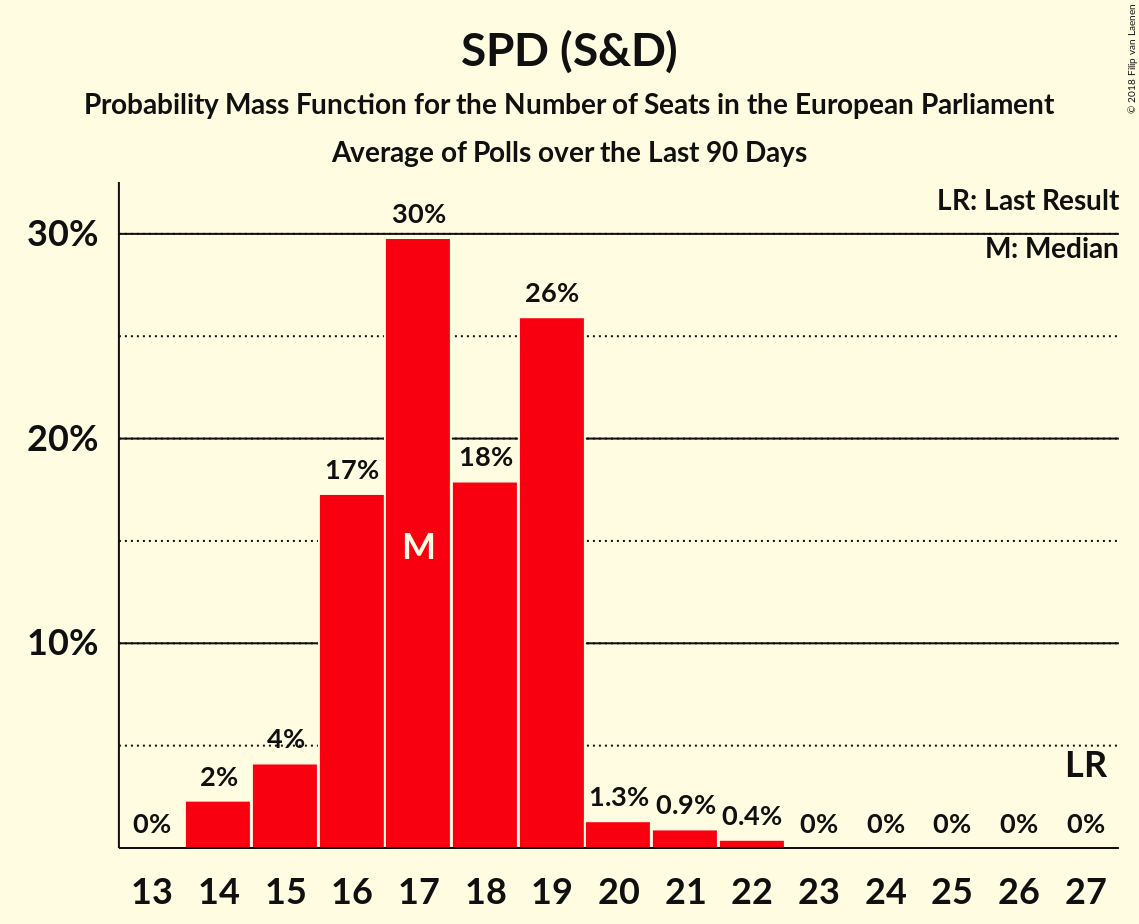 SPD (S&D)
Probability Mass Function for the Number of Seats in the European Parliament
Average of Polls over the Last 90 Days
© 2018 Filip van Laenen
LR: Last Result
M: Median
30%
20%
10%
0%
2%
4%
17%
30%
M
18%
26%
1.3%
0.9%
0.4%
0%
0%
0%
0%
0%
LR
13 14 15 16 17 18 19 20 21 22 23 24 25 26 27